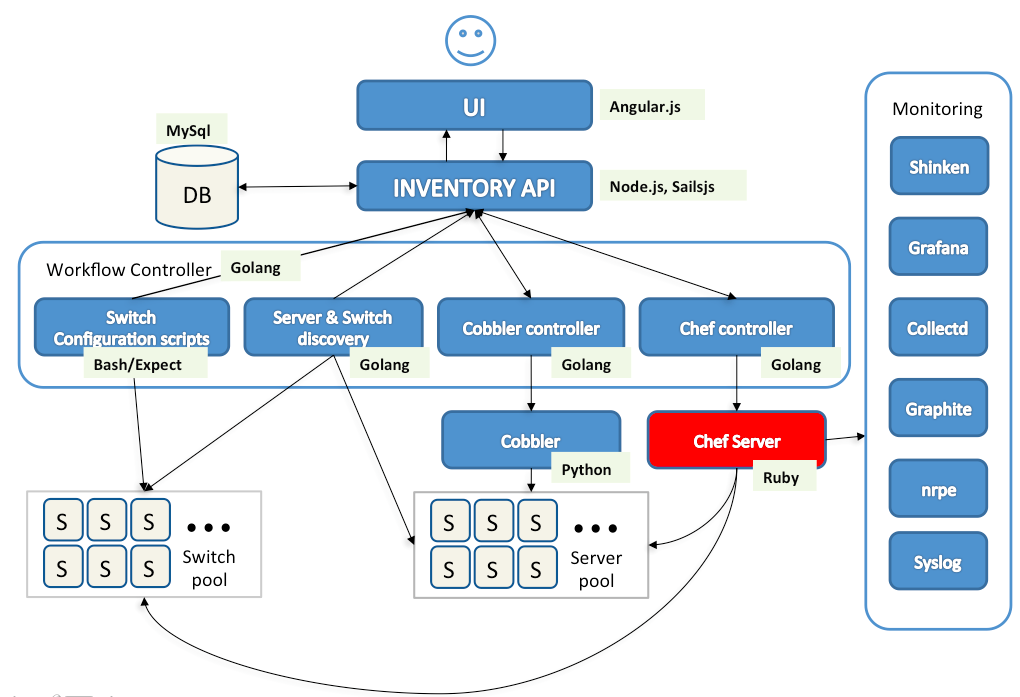 UI
Angular.js
MySql
DB
INVENTORY API
Node.js, Sailsjs
Workflow Controller
Golang
Switch
Configuration scripts
Bash/Expect
Server & Switch
discovery
Golang
Cobbler controller
Golang
Chef controller
Golang
Cobbler
Python
Chef Server
Ruby
S S S
S S S
Switch
pool
S S S
S S S
Server
pool
Monitoring
Shinken
Grafana
Collectd
Graphite
nrpe
Syslog